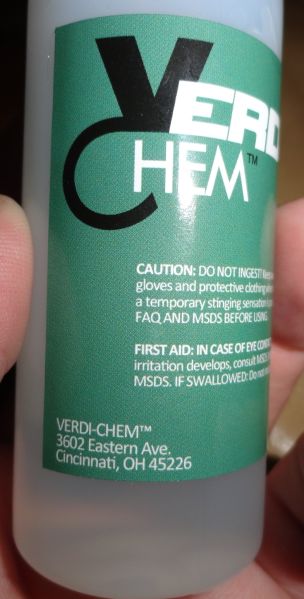 VERD
CHEM™
CAUTION: DO NOT INGEST!
gloves and protective clothing
a temporary stinging sensation
FAQ AND MSDS BEFORE USING.
FIRST AID: IN CASE OF EYE
irritation develops, consult MSDS
MSDS. IF SWALLOWED: Do not
VERDI-CHEM™
3602 Eastern Ave.
Cincinnati, OH 45226